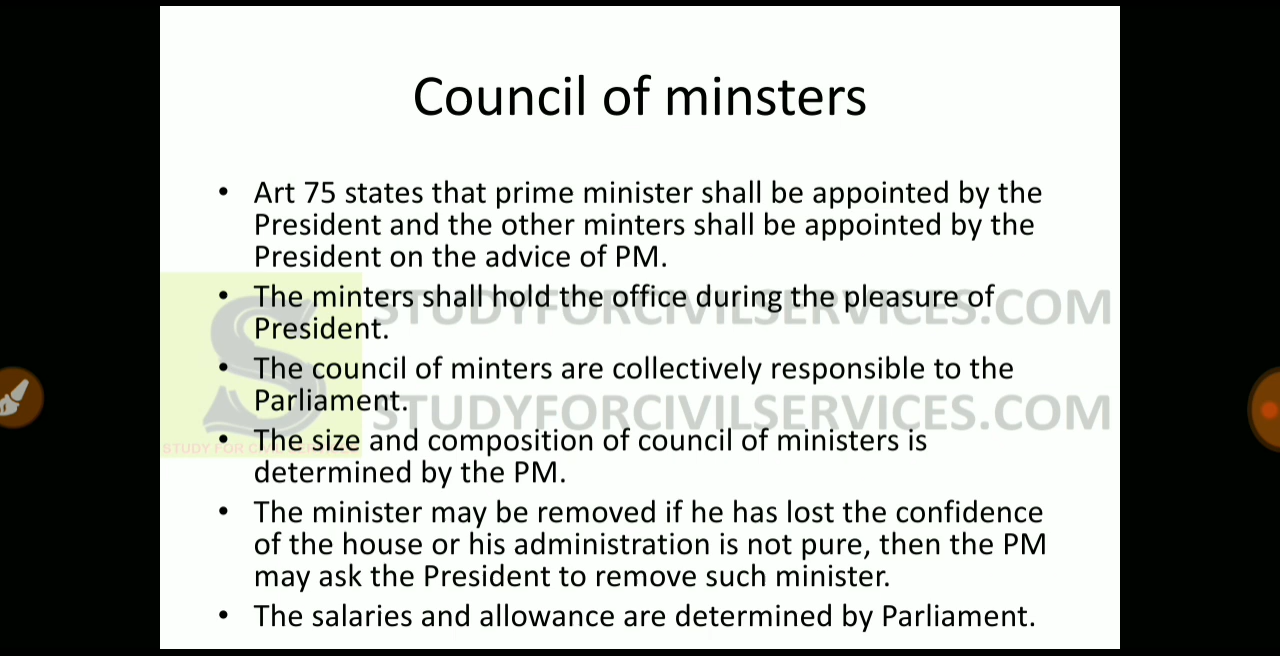 Council of minsters
• Art 75 states that prime minister shall be appointed by the
President and the other minters shall be appointed by the
President on the advice of PM.
• The minters shall hold the office during the pleasure of
President.
• The council of minters are collectively responsible to the
Parliament.
• The size and composition of council of ministers is
determined by the PM.
• The minister may be removed if he has lost the confidence
of the house or his administration is not pure, then the PM
may ask the President to remove such minister.
• The salaries and allowance are determined by Parliament.
STUDYFORCIVILSERVICES.COM
STUDYFORCIVILSERVICES.COM
STUDY FOR CIVIL SERVICES